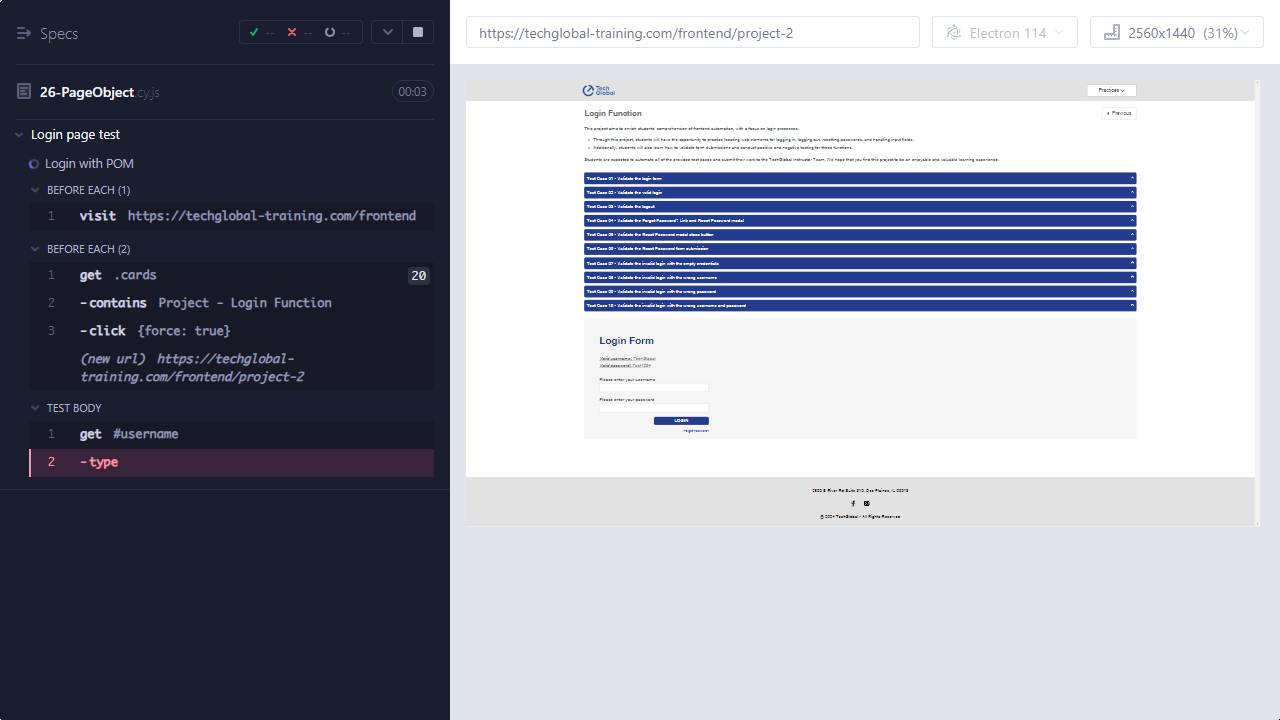 Specs
-- -- --
https://techglobal-training.com/frontend/project-2
Electron 114
2560x1440 (31%)
26-PageObject.cy.js
00:03
Login page test
Login with POM
BEFORE EACH (1)
1 visit https://techglobal-training.com/frontend
BEFORE EACH (2)
1 get .cards 20
2 -contains Project - Login Function
3 -click {force: true}
(new url) https://techglobal-
training.com/frontend/project-2
TEST BODY
1 get #username
2 -type
Tech
Global
Practices
Login Function
Previous
This project aims to enrich students' comprehension of frontend automation, with a focus on login processes.
Through this project, students will have the opportunity to practice locating web elements for logging in, logging out, resetting passwords, and handling input fields.
Additionally, students will also learn how to validate form submissions and conduct positive and negative testing for these functions.
Students are expected to automate all of the provided test cases and submit their work to the TechGlobal Instructor Team. We hope that you find this project to be an enjoyable and valuable learning experience.
Test Case 01 - Validate the login form
Test Case 02 - Validate the valid login
Test Case 03 - Validate the logout
Test Case 04 - Validate the Forgot Password? Link and Reset Password modal
Test Case 05 - Validate the Reset Password modal close button
Test Case 06 - Validate the Reset Password form submission
Test Case 07 - Validate the invalid login with the empty credentials
Test Case 08 - Validate the invalid login with the wrong username
Test Case 09 - Validate the invalid login with the wrong password
Test Case 10 - Validate the invalid login with the wrong username and password
Login Form
Valid username: TechGlobal
Valid password: Test1234
Please enter your username
Please enter your password
LOGIN
Forgot Password?
2800 S River Rd Suite 310, Des Plaines, IL 60018
© 2024 TechGlobal - All Rights Reserved